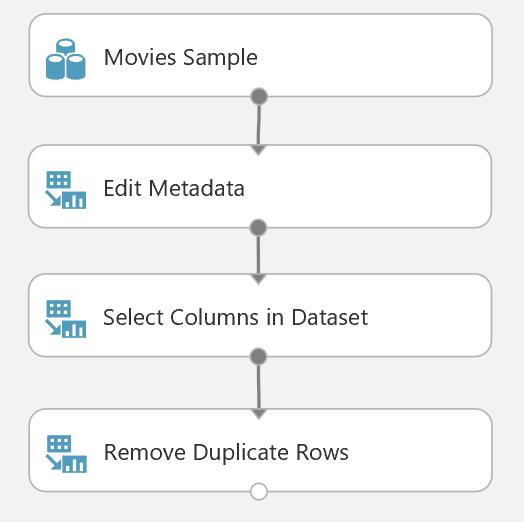 Movies Sample
Edit Metadata
Select Columns in Dataset
Remove Duplicate Rows